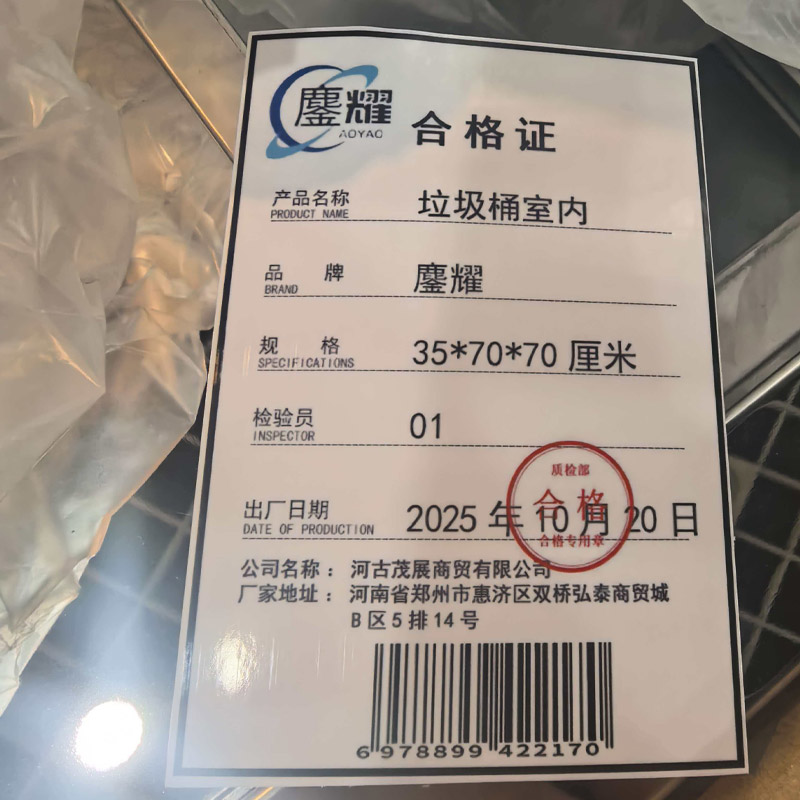 鏖耀
AOYAO
合格证
产品名称 垃圾桶室内
PRODUCT NAME
品 牌 鏖耀
BRAND
规 格 35*70*70 厘米
SPECIFICATIONS
检验员 01
INSPECTOR
质检部
合格
合格专用章
出厂日期 2025 年 10 月 20 日
DATE OF PRODUCTION
公司名称： 河古茂展商贸有限公司
厂家地址： 河南省郑州市惠济区双桥弘泰商贸城
B 区 5 排 14 号
6 978899 422170